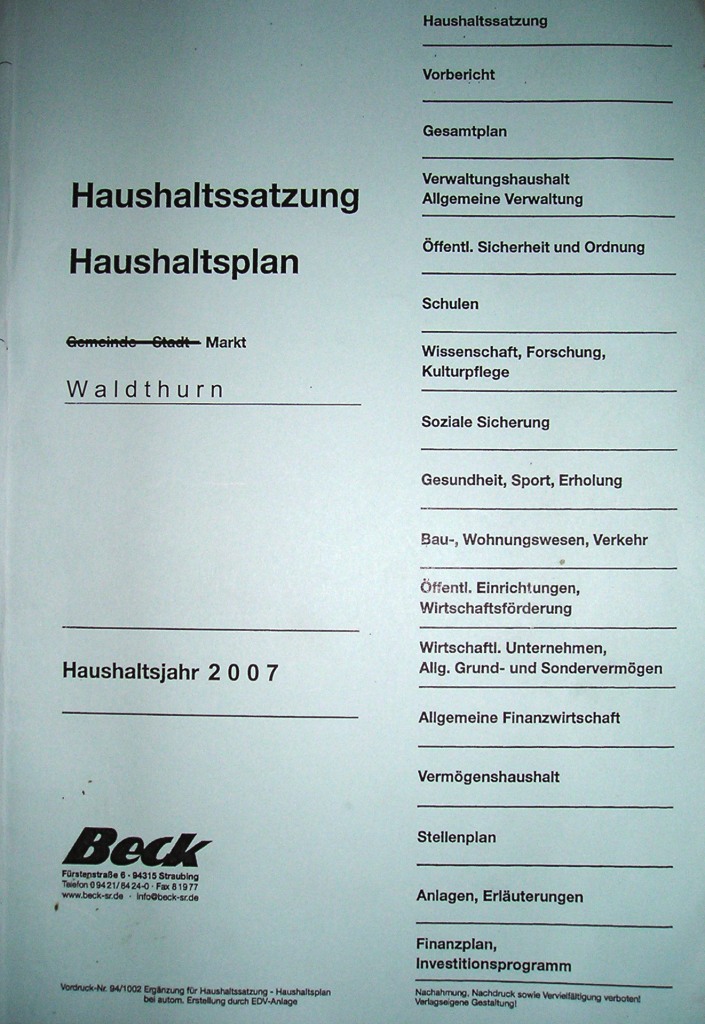 Haushaltssatzung
Haushaltsplan
Gemeinde Stadt Markt
Waldthurn
Haushaltsjahr 2007
Beck
Fürstenstraße 6 · 94315 Straubing
Telefon 09421/8424-0 · Fax 81977
www.beck-sr.de · info@beck-sr.de
Vordruck-Nr. 94/1002 Ergänzung für Haushaltssatzung - Haushaltsplan
bei autom. Erstellung durch EDV-Anlage
Haushaltssatzung
Vorbericht
Gesamtplan
Verwaltungshaushalt
Allgemeine Verwaltung
Öffentl. Sicherheit und Ordnung
Schulen
Wissenschaft, Forschung,
Kulturpflege
Soziale Sicherung
Gesundheit, Sport, Erholung
Bau-, Wohnungswesen, Verkehr
Öffentl. Einrichtungen,
Wirtschaftsförderung
Wirtschaftl. Unternehmen,
Allg. Grund- und Sondervermögen
Allgemeine Finanzwirtschaft
Vermögenshaushalt
Stellenplan
Anlagen, Erläuterungen
Finanzplan,
Investitionsprogramm
Nachahmung, Nachdruck sowie Vervielfältigung verboten!
Verlagseigene Gestaltung!